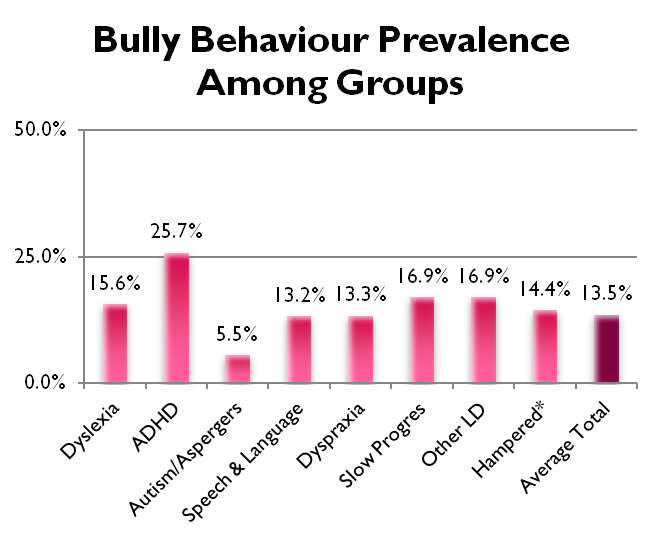 Bully Behaviour Prevalence
Among Groups
50.0%
25.0%
0.0%
15.6%
25.7%
5.5%
13.2%
13.3%
16.9%
16.9%
14.4%
13.5%
Dyslexia
ADHD
Autism/Aspergers
Speech & Language
Dyspraxia
Slow Progres
Other LD
Hampered*
Average Total